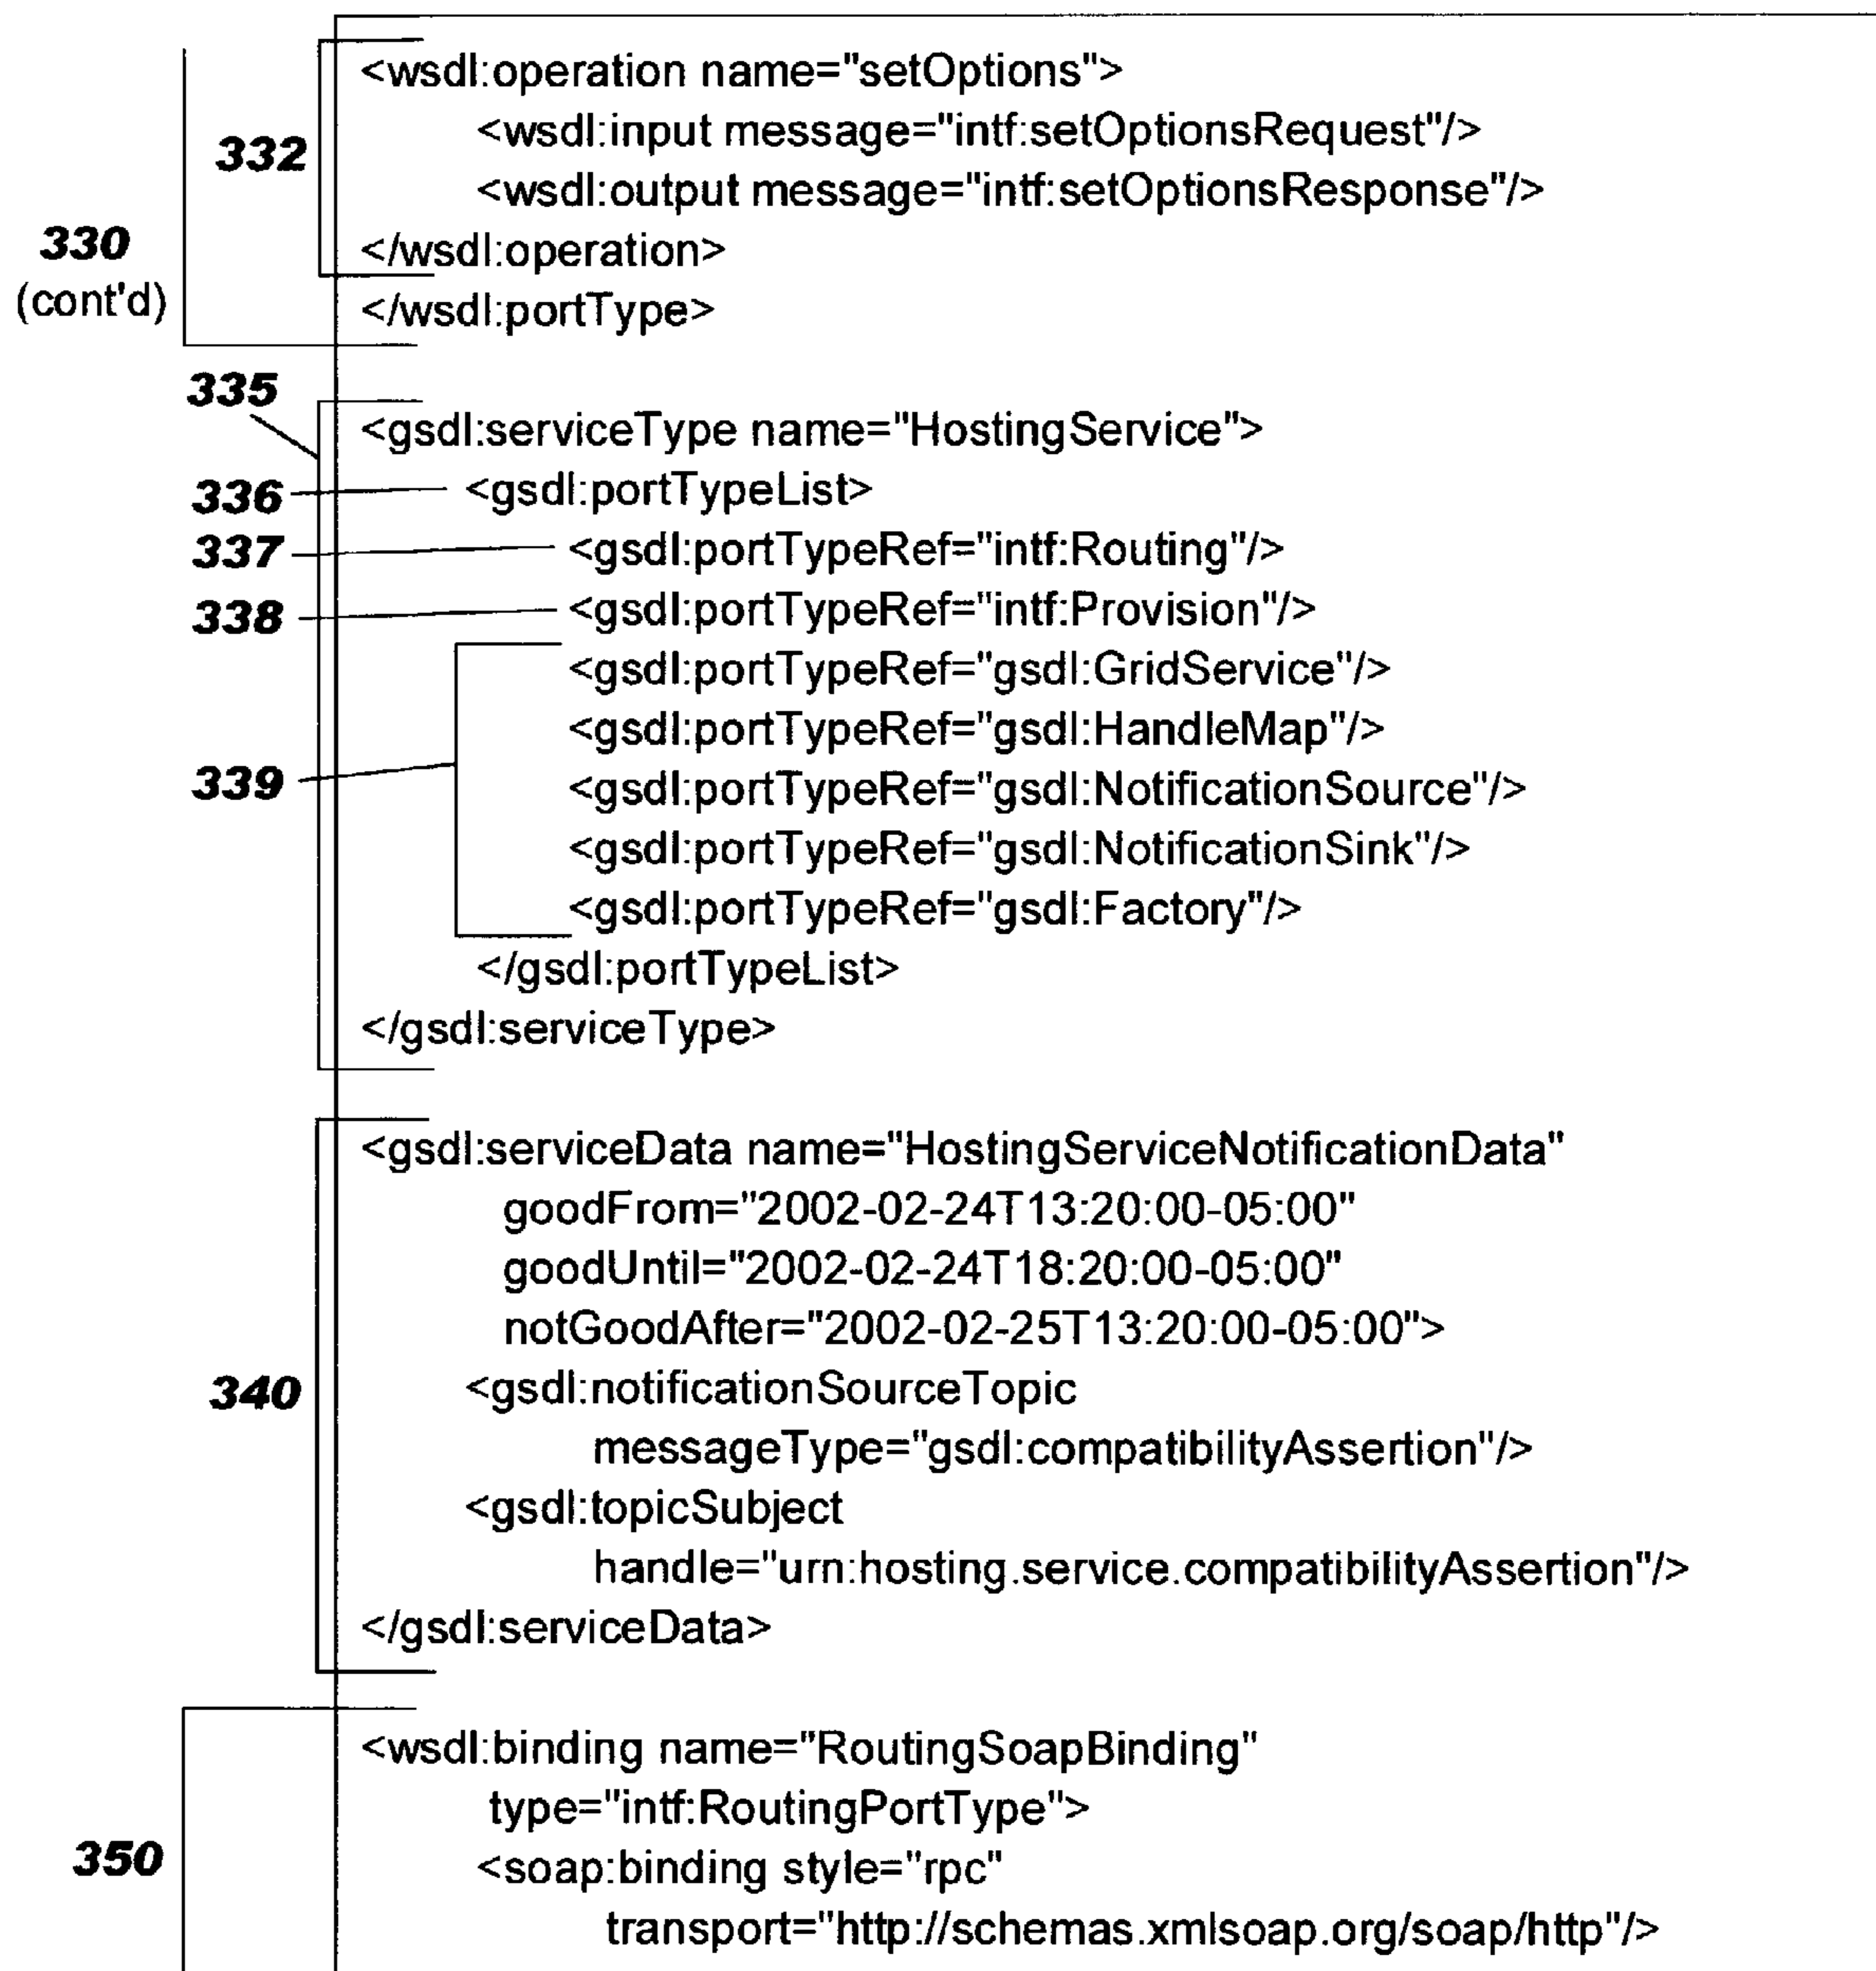 <wsdl:operation name="setOptions">
<wsdl:input message="intf:setOptionsRequest"/>
332
<wsdl:output message="intf:setOptionsResponse"/>
330
</wsdl:operation>
(cont'd)
</wsdl:portType>
335
<gsdl:serviceType name="HostingService">
336 <gsdl:portTypeList>
337 <gsdl:portTypeRef="intf:Routing"/>
338 <gsdl:portTypeRef="intf:Provision"/>
<gsdl:portTypeRef="gsdl:GridService"/>
<gsdl:portTypeRef="gsdl:HandleMap"/>
339 <gsdl:portTypeRef="gsdl:NotificationSource"/>
<gsdl:portTypeRef="gsdl:NotificationSink"/>
<gsdl:portTypeRef="gsdl:Factory"/>
</gsdl:portTypeList>
</gsdl:serviceType>
<gsdl:serviceData name="HostingServiceNotificationData"
goodFrom="2002-02-24T13:20:00-05:00"
goodUntil="2002-02-24T18:20:00-05:00"
notGoodAfter="2002-02-25T13:20:00-05:00">
340 <gsdl:notificationSourceTopic
messageType="gsdl:compatibilityAssertion"/>
<gsdl:topicSubject
handle="urn:hosting.service.compatibilityAssertion"/>
</gsdl:serviceData>
<wsdl:binding name="RoutingSoapBinding"
type="intf:RoutingPortType">
350 <soap:binding style="rpc"
transport="http://schemas.xmlsoap.org/soap/http"/>